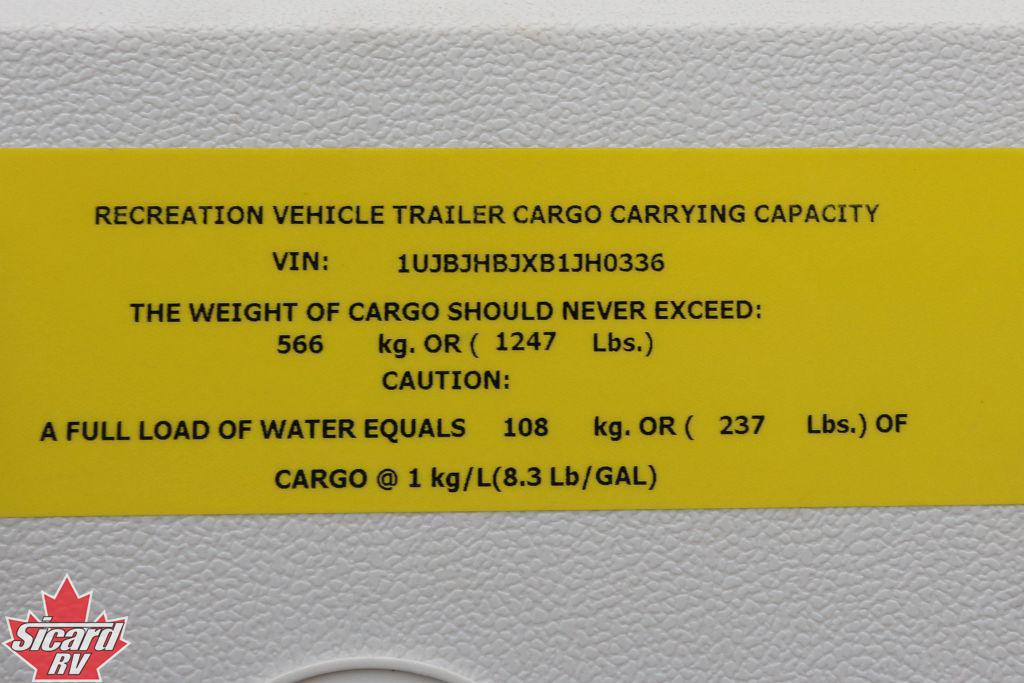 RECREATION VEHICLE TRAILER CARGO CARRYING CAPACITY
VIN: 1UJBJHBJXB1JH0336
THE WEIGHT OF CARGO SHOULD NEVER EXCEED:
566 kg. OR ( 1247 Lbs.)
CAUTION:
A FULL LOAD OF WATER EQUALS 108 kg. OR ( 237 Lbs.) OF
CARGO @ 1 kg/L(8.3 Lb/GAL)
Sicard
RV